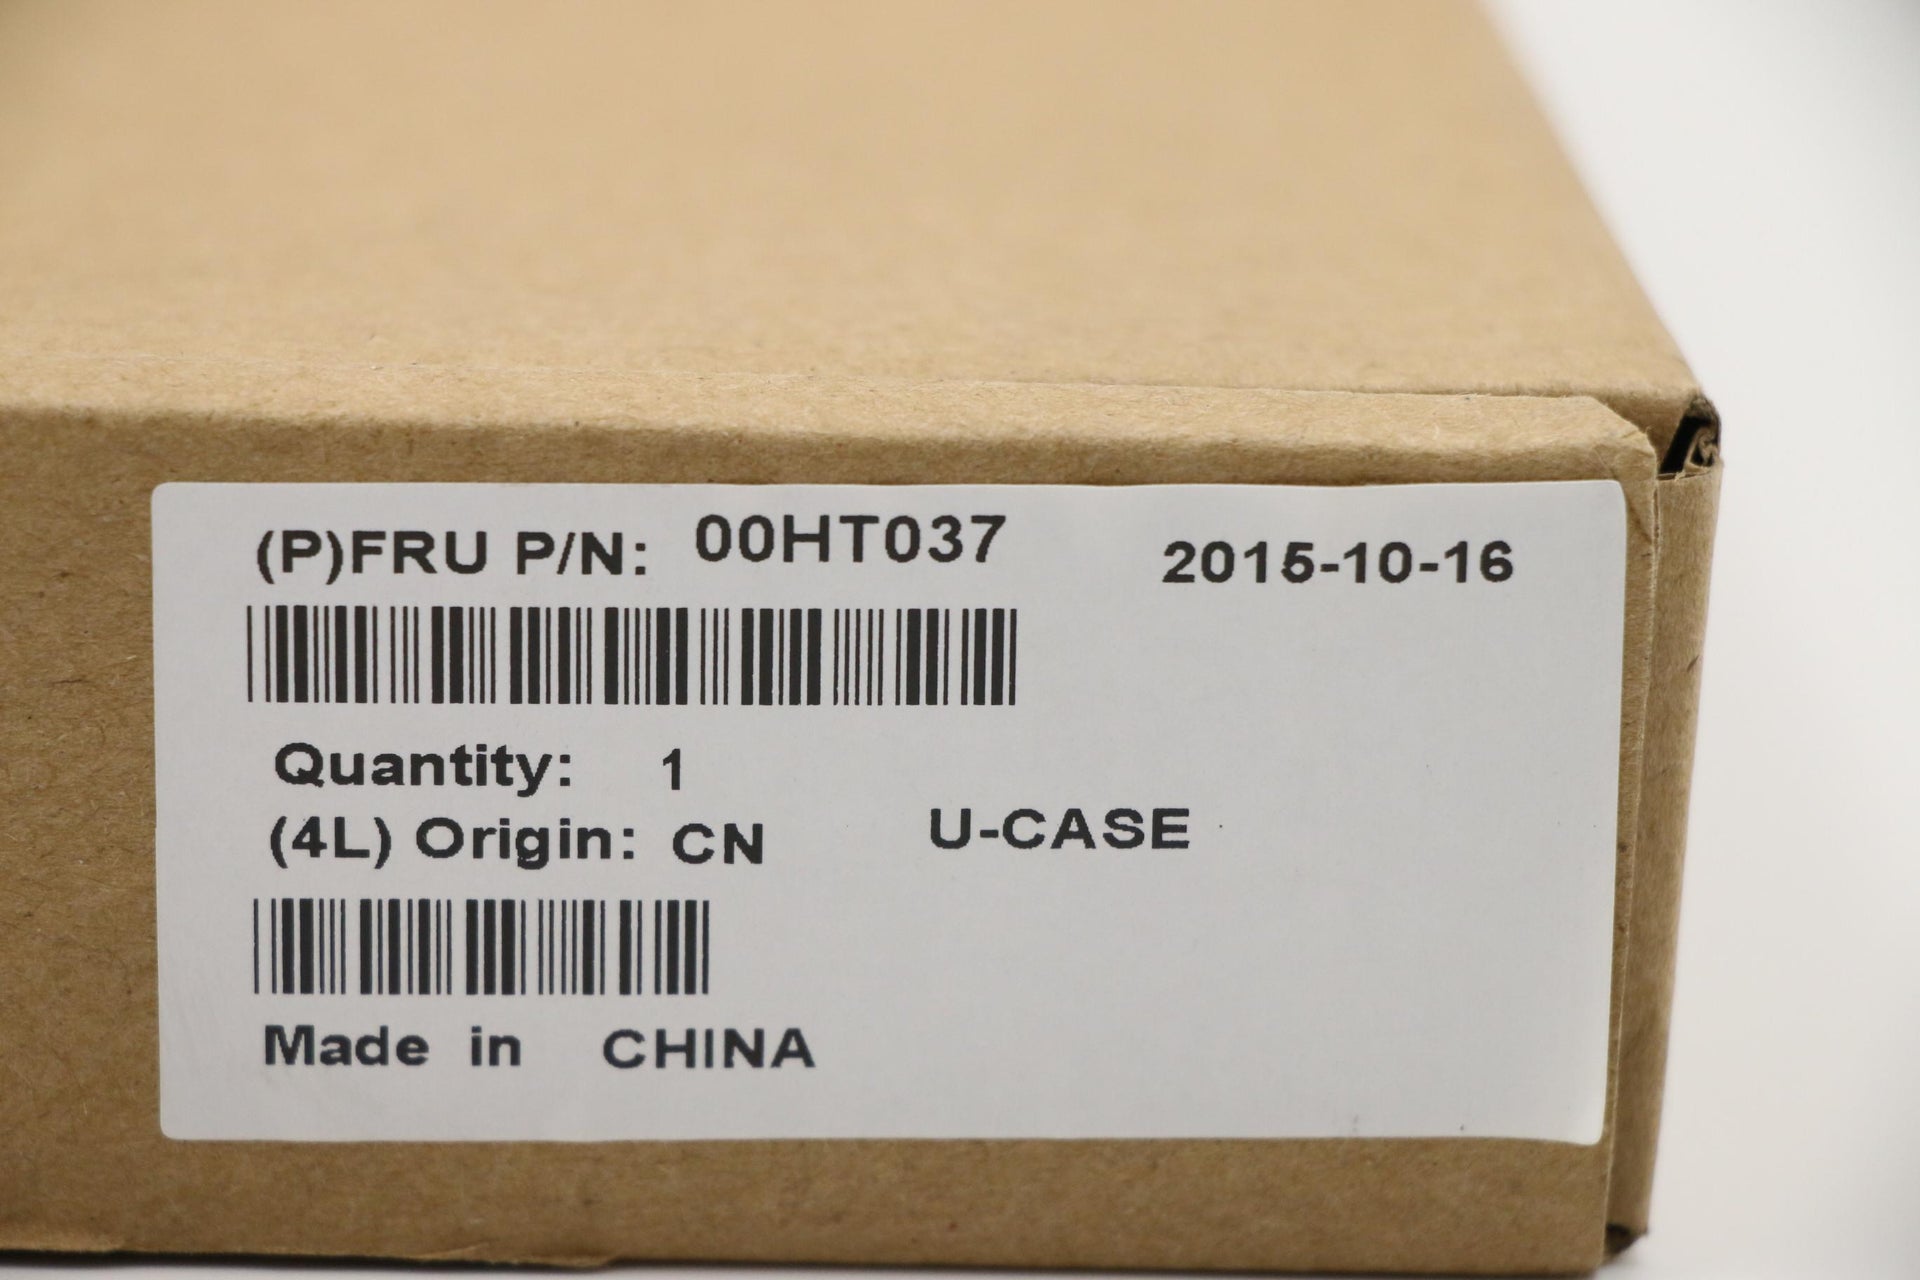 (P)FRU P/N: 00HT037 2015-10-16
Quantity: 1
(4L) Origin: CN U-CASE
Made in CHINA